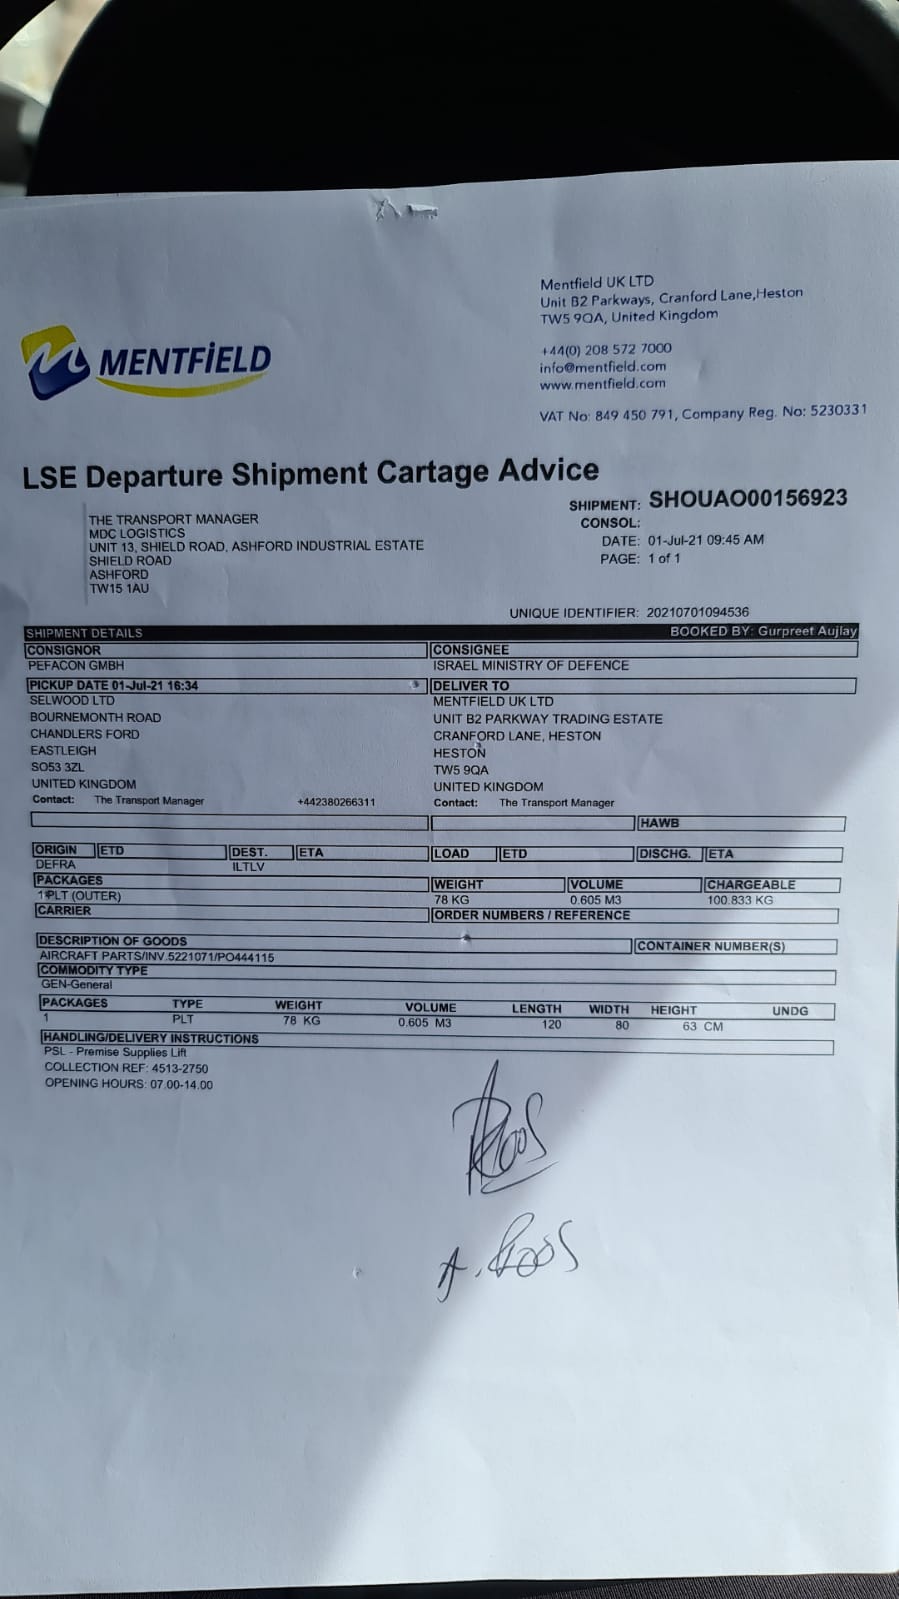 Mentfield UK LTD
Unit B2 Parkways, Cranford Lane,Heston
TW5 9QA, United Kingdom
+44(0) 208 572 7000
info@mentfield.com
www.mentfield.com
VAT No: 849 450 791, Company Reg. No: 5230331
MENTFiELD
LSE Departure Shipment Cartage Advice
SHIPMENT: SHOUAO00156923
CONSOL:
DATE: 01-Jul-21 09:45 AM
PAGE: 1 of 1
THE TRANSPORT MANAGER
MDC LOGISTICS
UNIT 13, SHIELD ROAD, ASHFORD INDUSTRIAL ESTATE
SHIELD ROAD
ASHFORD
TW15 1AU
UNIQUE IDENTIFIER: 20210701094536
SHIPMENT DETAILS BOOKED BY: Gurpreet Aujlay
CONSIGNOR CONSIGNEE
PEFACON GMBH ISRAEL MINISTRY OF DEFENCE
PICKUP DATE 01-Jul-21 16:34 DELIVER TO
SELWOOD LTD MENTFIELD UK LTD
BOURNEMONTH ROAD UNIT B2 PARKWAY TRADING ESTATE
CHANDLERS FORD CRANFORD LANE, HESTON
EASTLEIGH HESTON
SO53 3ZL TW5 9QA
UNITED KINGDOM UNITED KINGDOM
Contact: The Transport Manager +442380266311 Contact: The Transport Manager
HAWB
ORIGIN ETD DEST. ETA LOAD ETD DISCHG. ETA
DEFRA ILTLV
PACKAGES WEIGHT VOLUME CHARGEABLE
1 PLT (OUTER) 78 KG 0.605 M3 100.833 KG
CARRIER ORDER NUMBERS / REFERENCE
DESCRIPTION OF GOODS CONTAINER NUMBER(S)
AIRCRAFT PARTS/INV.5221071/PO444115
COMMODITY TYPE
GEN-General
PACKAGES TYPE WEIGHT VOLUME LENGTH WIDTH HEIGHT UNDG
1 PLT 78 KG 0.605 M3 120 80 63 CM
HANDLING/DELIVERY INSTRUCTIONS
PSL - Premise Supplies Lift
COLLECTION REF: 4513-2750
OPENING HOURS: 07.00-14.00